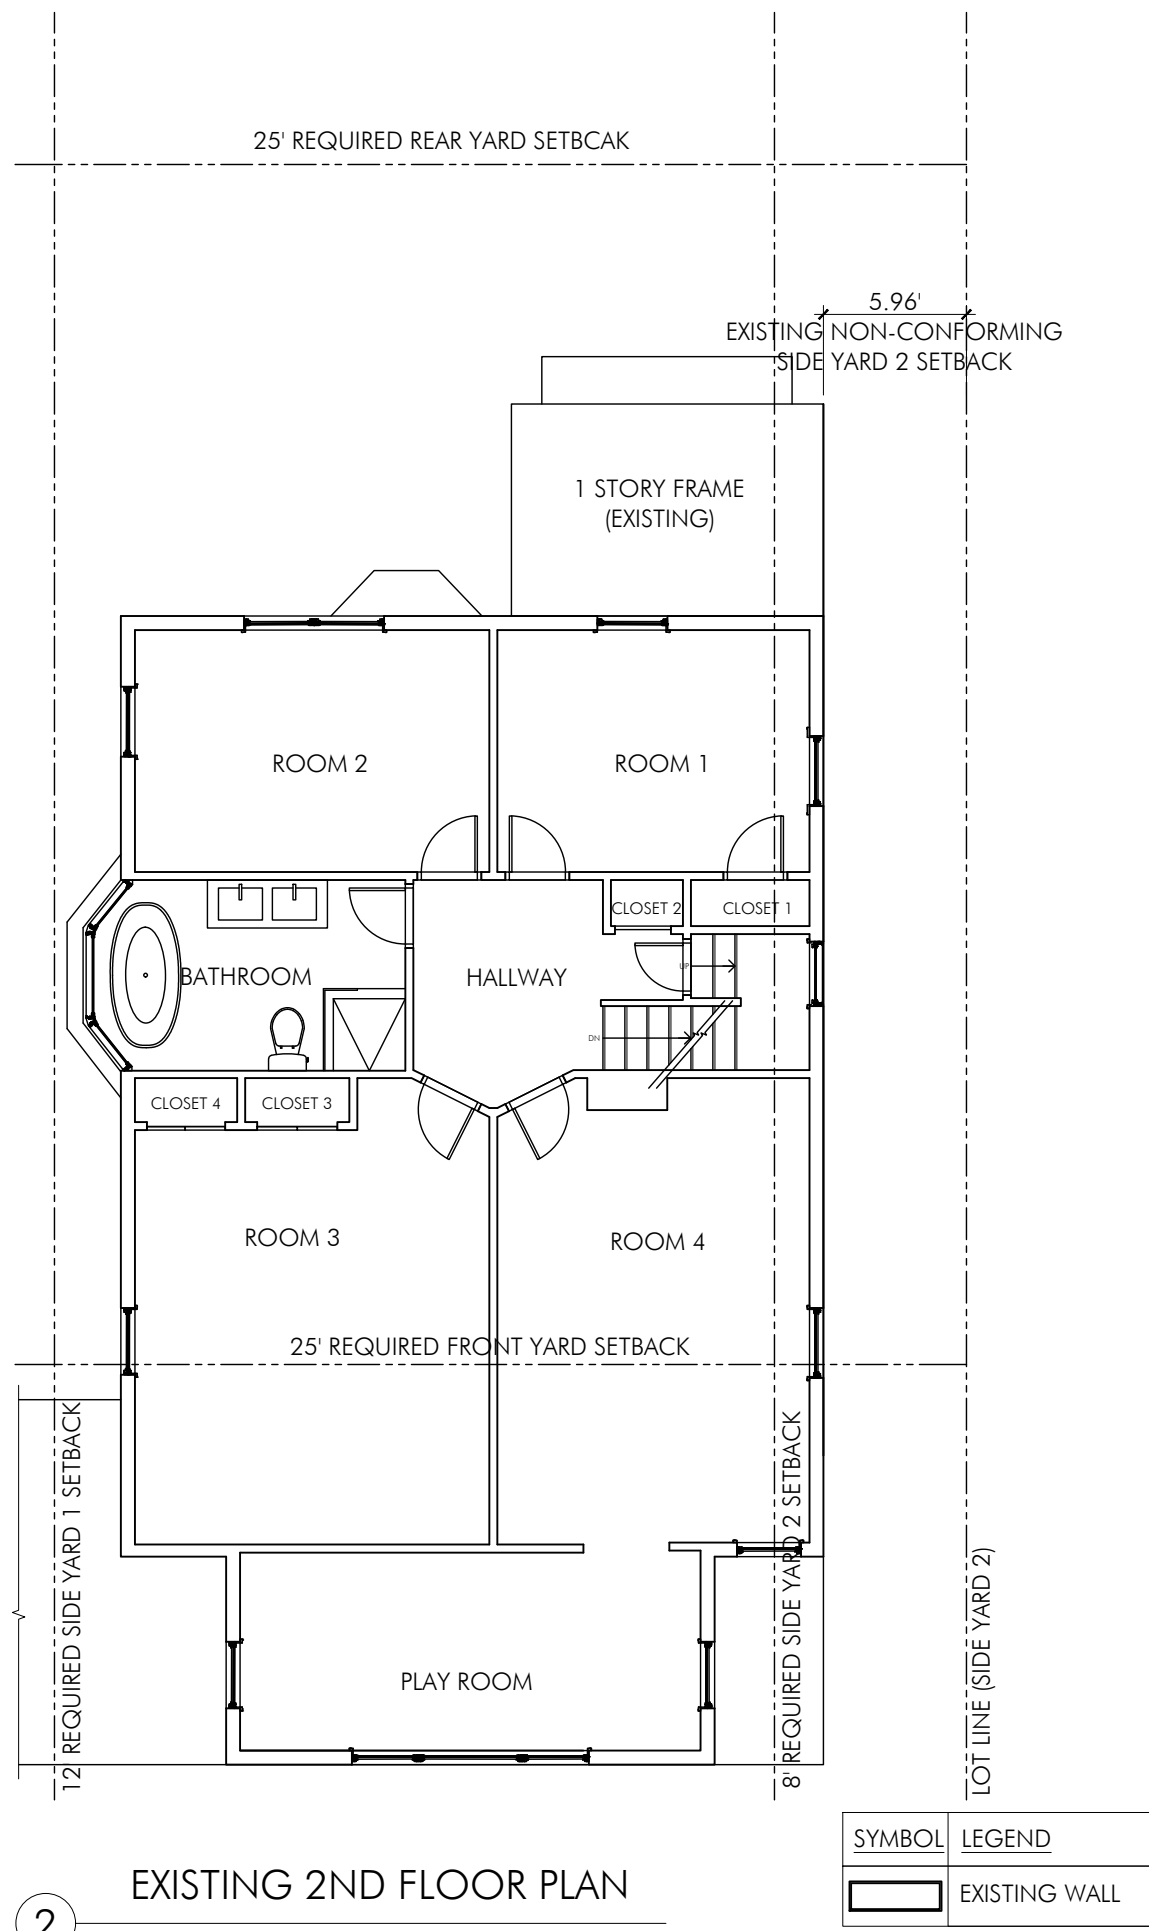 25' REQUIRED REAR YARD SETBCAK
5.96'
EXISTING NON-CONFORMING
SIDE YARD 2 SETBACK
1 STORY FRAME
(EXISTING)
ROOM 2
ROOM 1
CLOSET 2
CLOSET 1
BATHROOM
HALLWAY
UP
DN
CLOSET 4
CLOSET 3
ROOM 3
ROOM 4
25' REQUIRED FRONT YARD SETBACK
12' REQUIRED SIDE YARD 1 SETBACK
8' REQUIRED SIDE YARD 2 SETBACK
LOT LINE (SIDE YARD 2)
PLAY ROOM
SYMBOL LEGEND
EXISTING WALL
EXISTING 2ND FLOOR PLAN
2